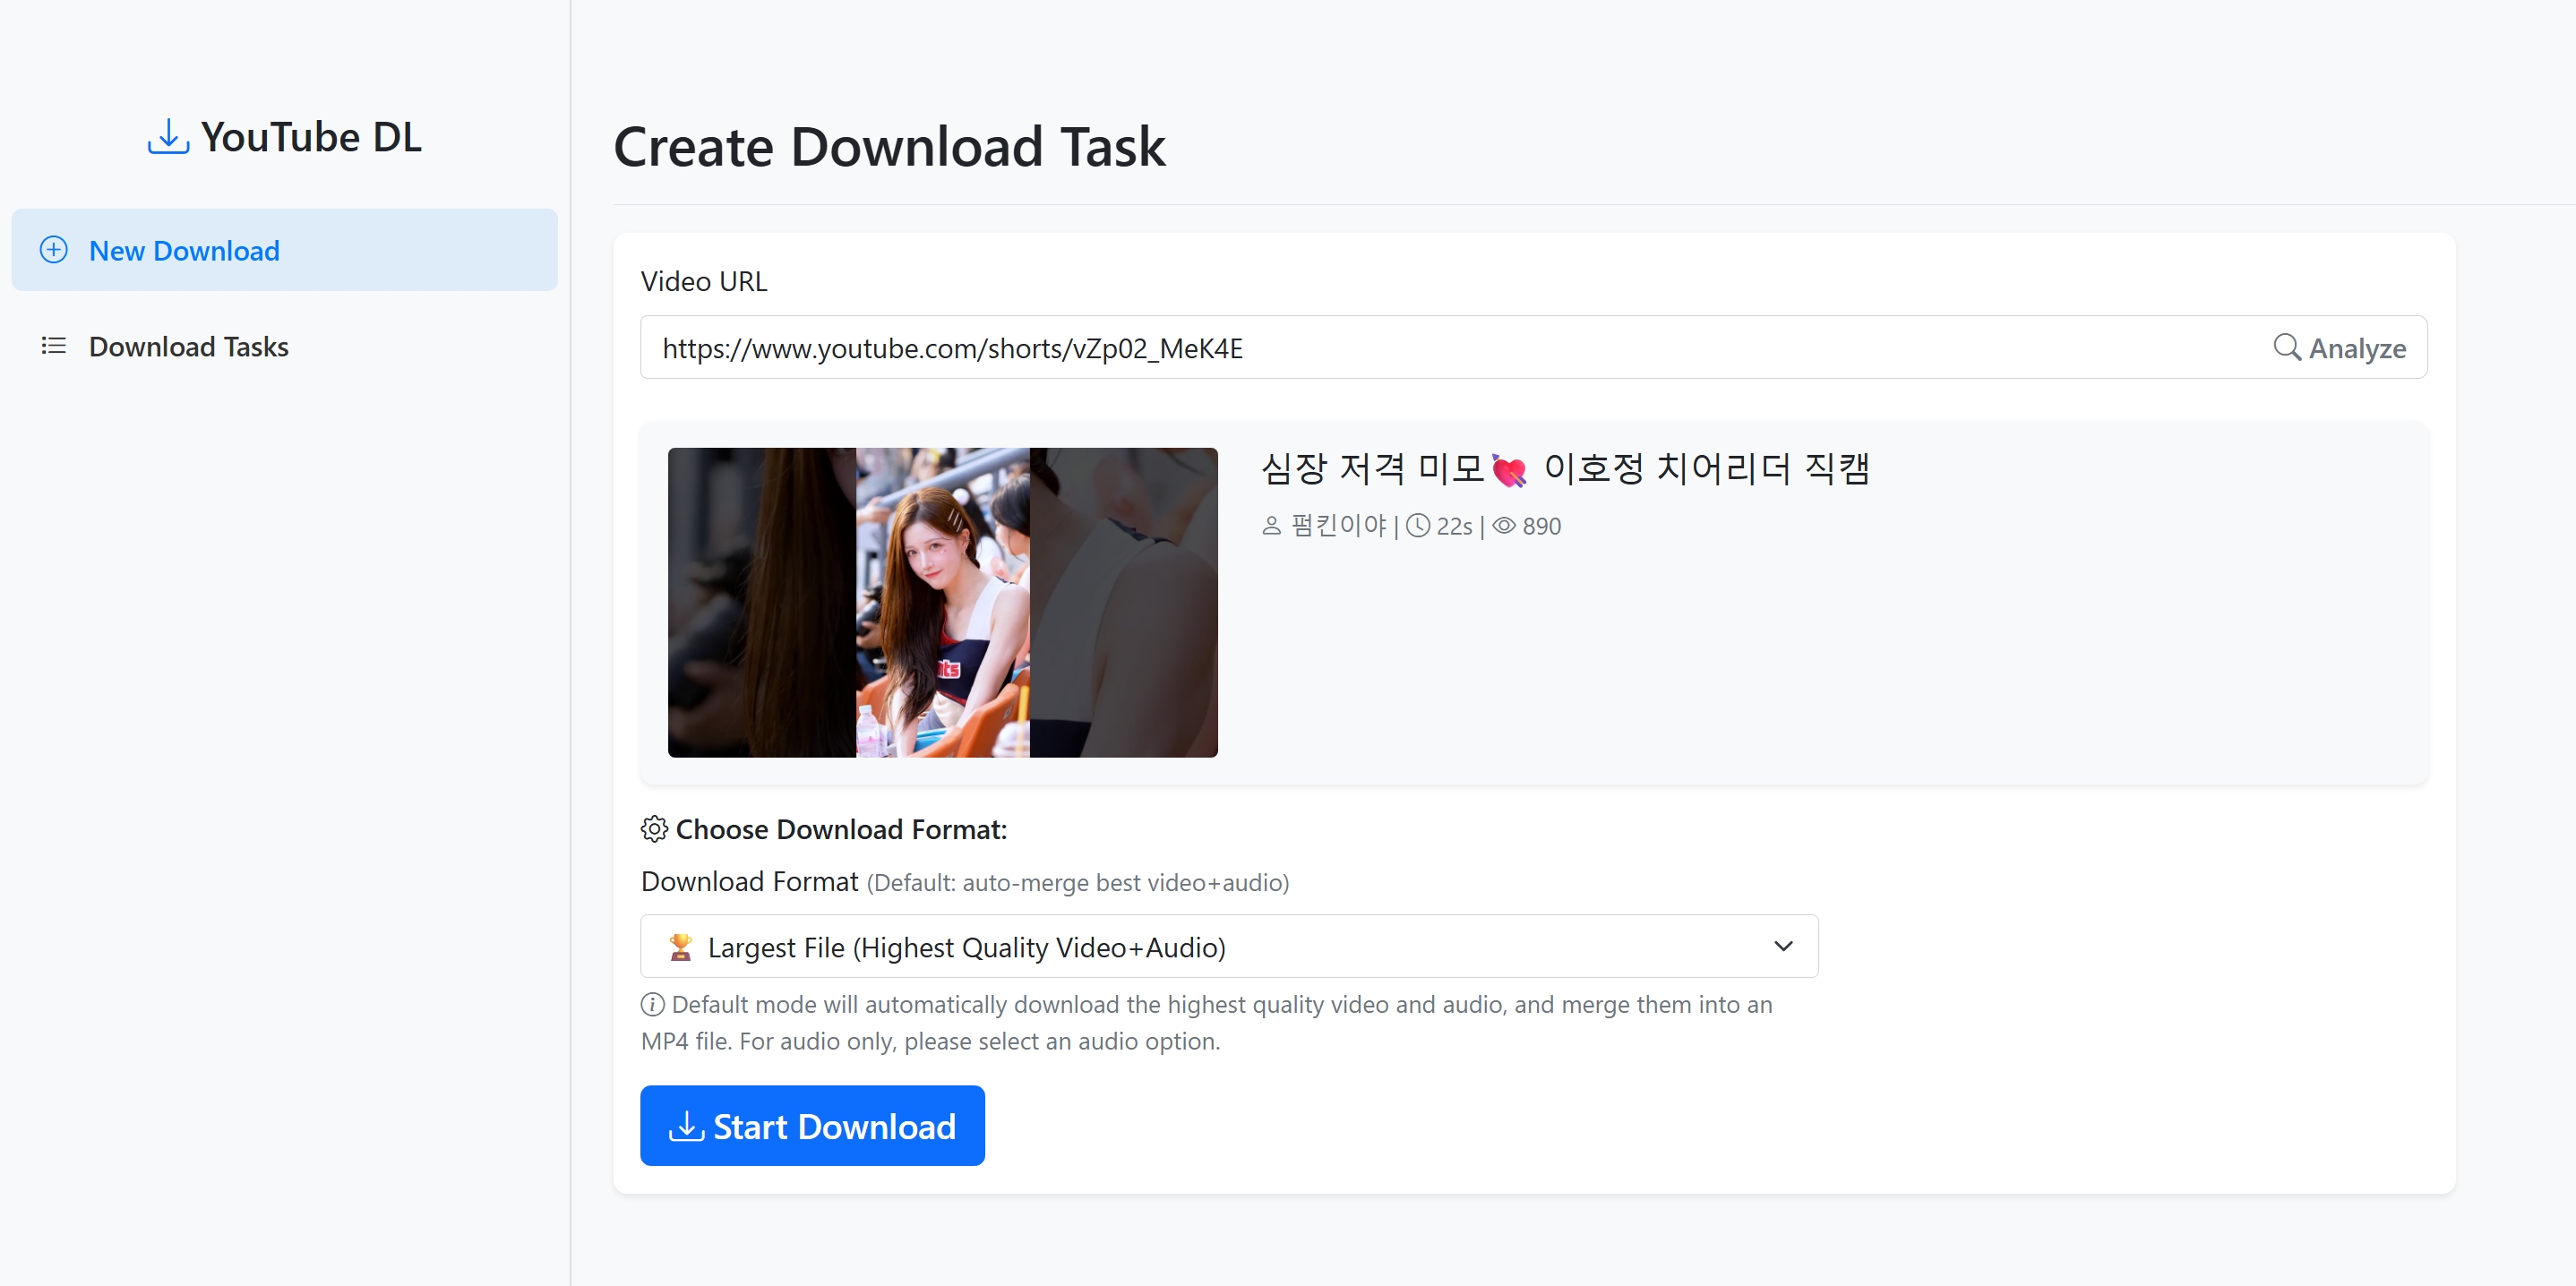 YouTube DL
New Download
Download Tasks
Create Download Task
Video URL
https://www.youtube.com/shorts/vZp02_MeK4E
Analyze
심장 저격 미모💘 이호정 치어리더 직캠
펌킨이야 | 22s | 890
Choose Download Format:
Download Format (Default: auto-merge best video+audio)
🏆 Largest File (Highest Quality Video+Audio)
Default mode will automatically download the highest quality video and audio, and merge them into an
MP4 file. For audio only, please select an audio option.
Start Download